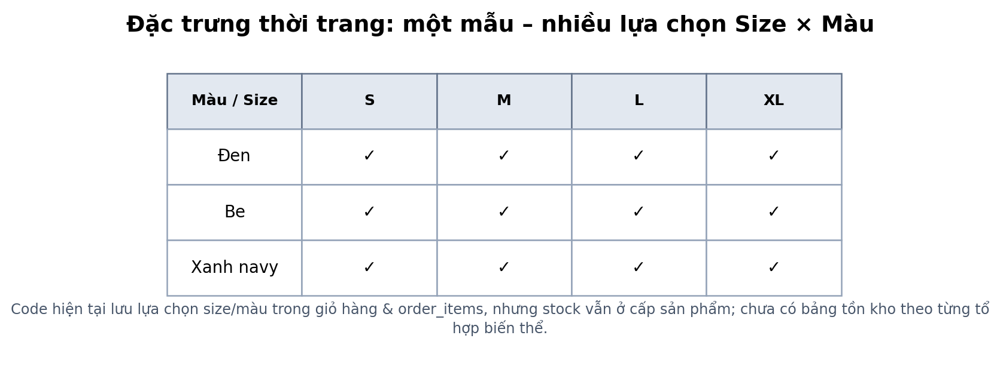 Đặc trưng thời trang: một mẫu – nhiều lựa chọn Size × Màu
Màu / Size S M L XL
Đen ✓ ✓ ✓ ✓
Be ✓ ✓ ✓ ✓
Xanh navy ✓ ✓ ✓ ✓
Code hiện tại lưu lựa chọn size/màu trong giỏ hàng & order_items, nhưng stock vẫn ở cấp sản phẩm; chưa có bảng tồn kho theo từng tổ
hợp biến thể.